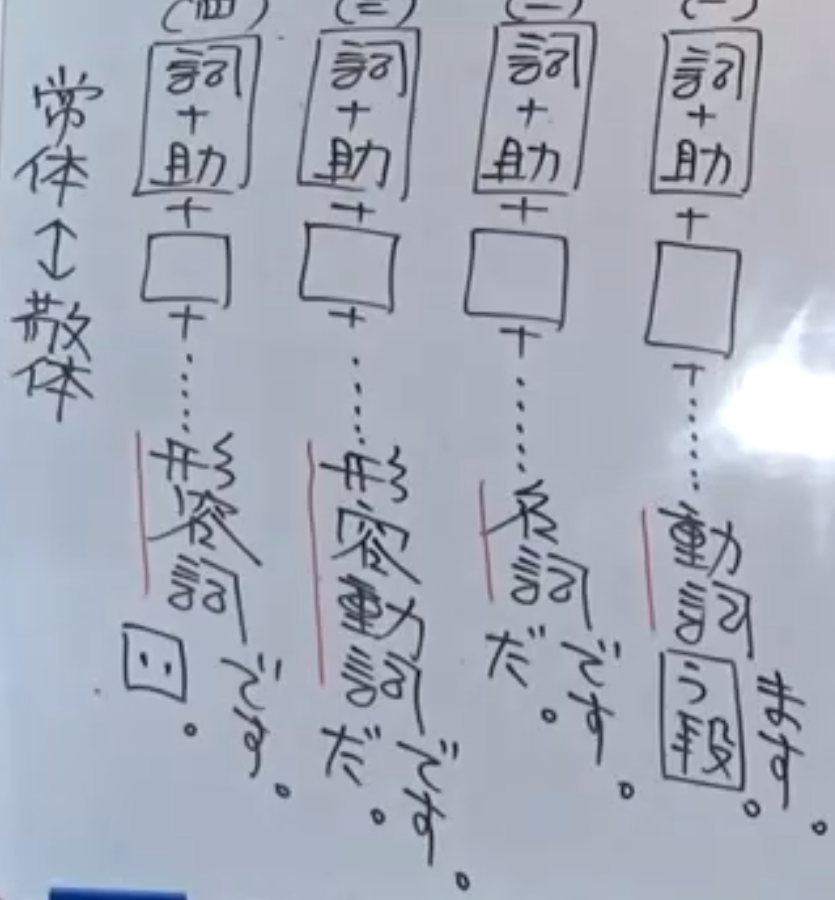 (一) 詞+助+□+……動詞う段。
ます。
(二) 詞+助+□+……名詞だ。
です。
(三) 詞+助+□+……形容動詞だ。
です。
(四) 詞+助+□+……形容詞い。
です。
常体↔敬体